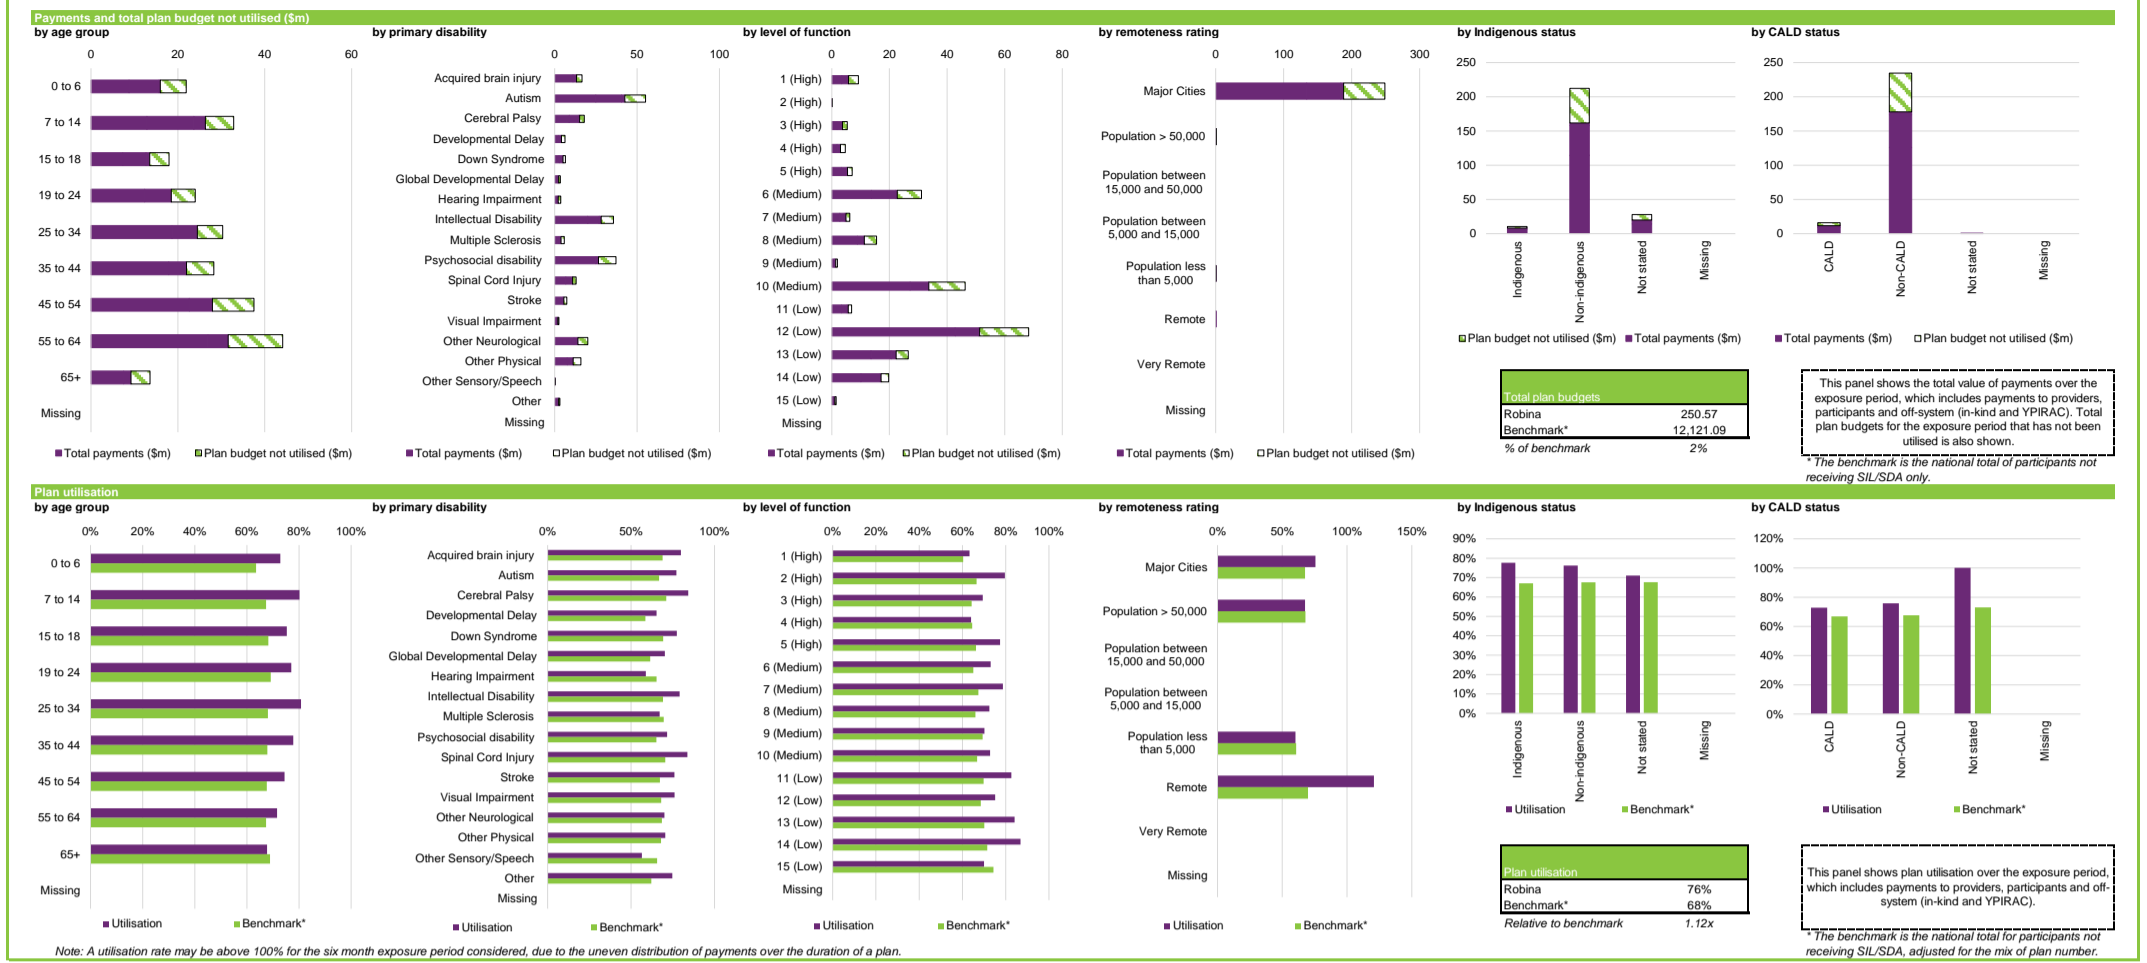 Payments and total plan budget not utilised ($m)
by age group
0 20 40 60
0 to 6
7 to 14
15 to 18
19 to 24
25 to 34
35 to 44
45 to 54
55 to 64
65+
Missing
Total payments ($m) Plan budget not utilised ($m)
by primary disability
0 50 100
Acquired brain injury
Autism
Cerebral Palsy
Developmental Delay
Down Syndrome
Global Developmental Delay
Hearing Impairment
Intellectual Disability
Multiple Sclerosis
Psychosocial disability
Spinal Cord Injury
Stroke
Visual Impairment
Other Neurological
Other Physical
Other Sensory/Speech
Other
Missing
Total payments ($m) Plan budget not utilised ($m)
by level of function
0 20 40 60 80
1 (High)
2 (High)
3 (High)
4 (High)
5 (High)
6 (Medium)
7 (Medium)
8 (Medium)
9 (Medium)
10 (Medium)
11 (Low)
12 (Low)
13 (Low)
14 (Low)
15 (Low)
Missing
Total payments ($m) Plan budget not utilised ($m)
by remoteness rating
0 100 200 300
Major Cities
Population > 50,000
Population between
15,000 and 50,000
Population between
5,000 and 15,000
Population less
than 5,000
Remote
Very Remote
Missing
Total payments ($m) Plan budget not utilised ($m)
by Indigenous status
250
200
150
100
50
0
Indigenous
Non-indigenous
Not stated
Missing
Plan budget not utilised ($m) Total payments ($m)
by CALD status
250
200
150
100
50
0
CALD
Non-CALD
Not stated
Missing
Total payments ($m) Plan budget not utilised ($m)
Total plan budgets
Robina 250.57
Benchmark* 12,121.09
% of benchmark 2%
This panel shows the total value of payments over the
exposure period, which includes payments to providers,
participants and off-system (in-kind and YPIRAC). Total
plan budgets for the exposure period that has not been
utilised is also shown.
* The benchmark is the national total of participants not
receiving SIL/SDA only.
Plan utilisation
by age group
0% 20% 40% 60% 80% 100%
0 to 6
7 to 14
15 to 18
19 to 24
25 to 34
35 to 44
45 to 54
55 to 64
65+
Missing
Utilisation Benchmark*
by primary disability
0% 50% 100%
Acquired brain injury
Autism
Cerebral Palsy
Developmental Delay
Down Syndrome
Global Developmental Delay
Hearing Impairment
Intellectual Disability
Multiple Sclerosis
Psychosocial disability
Spinal Cord Injury
Stroke
Visual Impairment
Other Neurological
Other Physical
Other Sensory/Speech
Other
Missing
Utilisation Benchmark*
by level of function
0% 20% 40% 60% 80% 100%
1 (High)
2 (High)
3 (High)
4 (High)
5 (High)
6 (Medium)
7 (Medium)
8 (Medium)
9 (Medium)
10 (Medium)
11 (Low)
12 (Low)
13 (Low)
14 (Low)
15 (Low)
Missing
Utilisation Benchmark*
by remoteness rating
0% 50% 100% 150%
Major Cities
Population > 50,000
Population between
15,000 and 50,000
Population between
5,000 and 15,000
Population less
than 5,000
Remote
Very Remote
Missing
Utilisation Benchmark*
by Indigenous status
90%
80%
70%
60%
50%
40%
30%
20%
10%
0%
Indigenous
Non-indigenous
Not stated
Missing
Utilisation Benchmark*
by CALD status
120%
100%
80%
60%
40%
20%
0%
CALD
Non-CALD
Not stated
Missing
Utilisation Benchmark*
Plan utilisation
Robina 76%
Benchmark* 68%
Relative to benchmark 1.12x
This panel shows plan utilisation over the exposure period,
which includes payments to providers, participants and off-
system (in-kind and YPIRAC).
* The benchmark is the national total for participants not
receiving SIL/SDA, adjusted for the mix of plan number.
Note: A utilisation rate may be above 100% for the six month exposure period considered, due to the uneven distribution of payments over the duration of a plan.